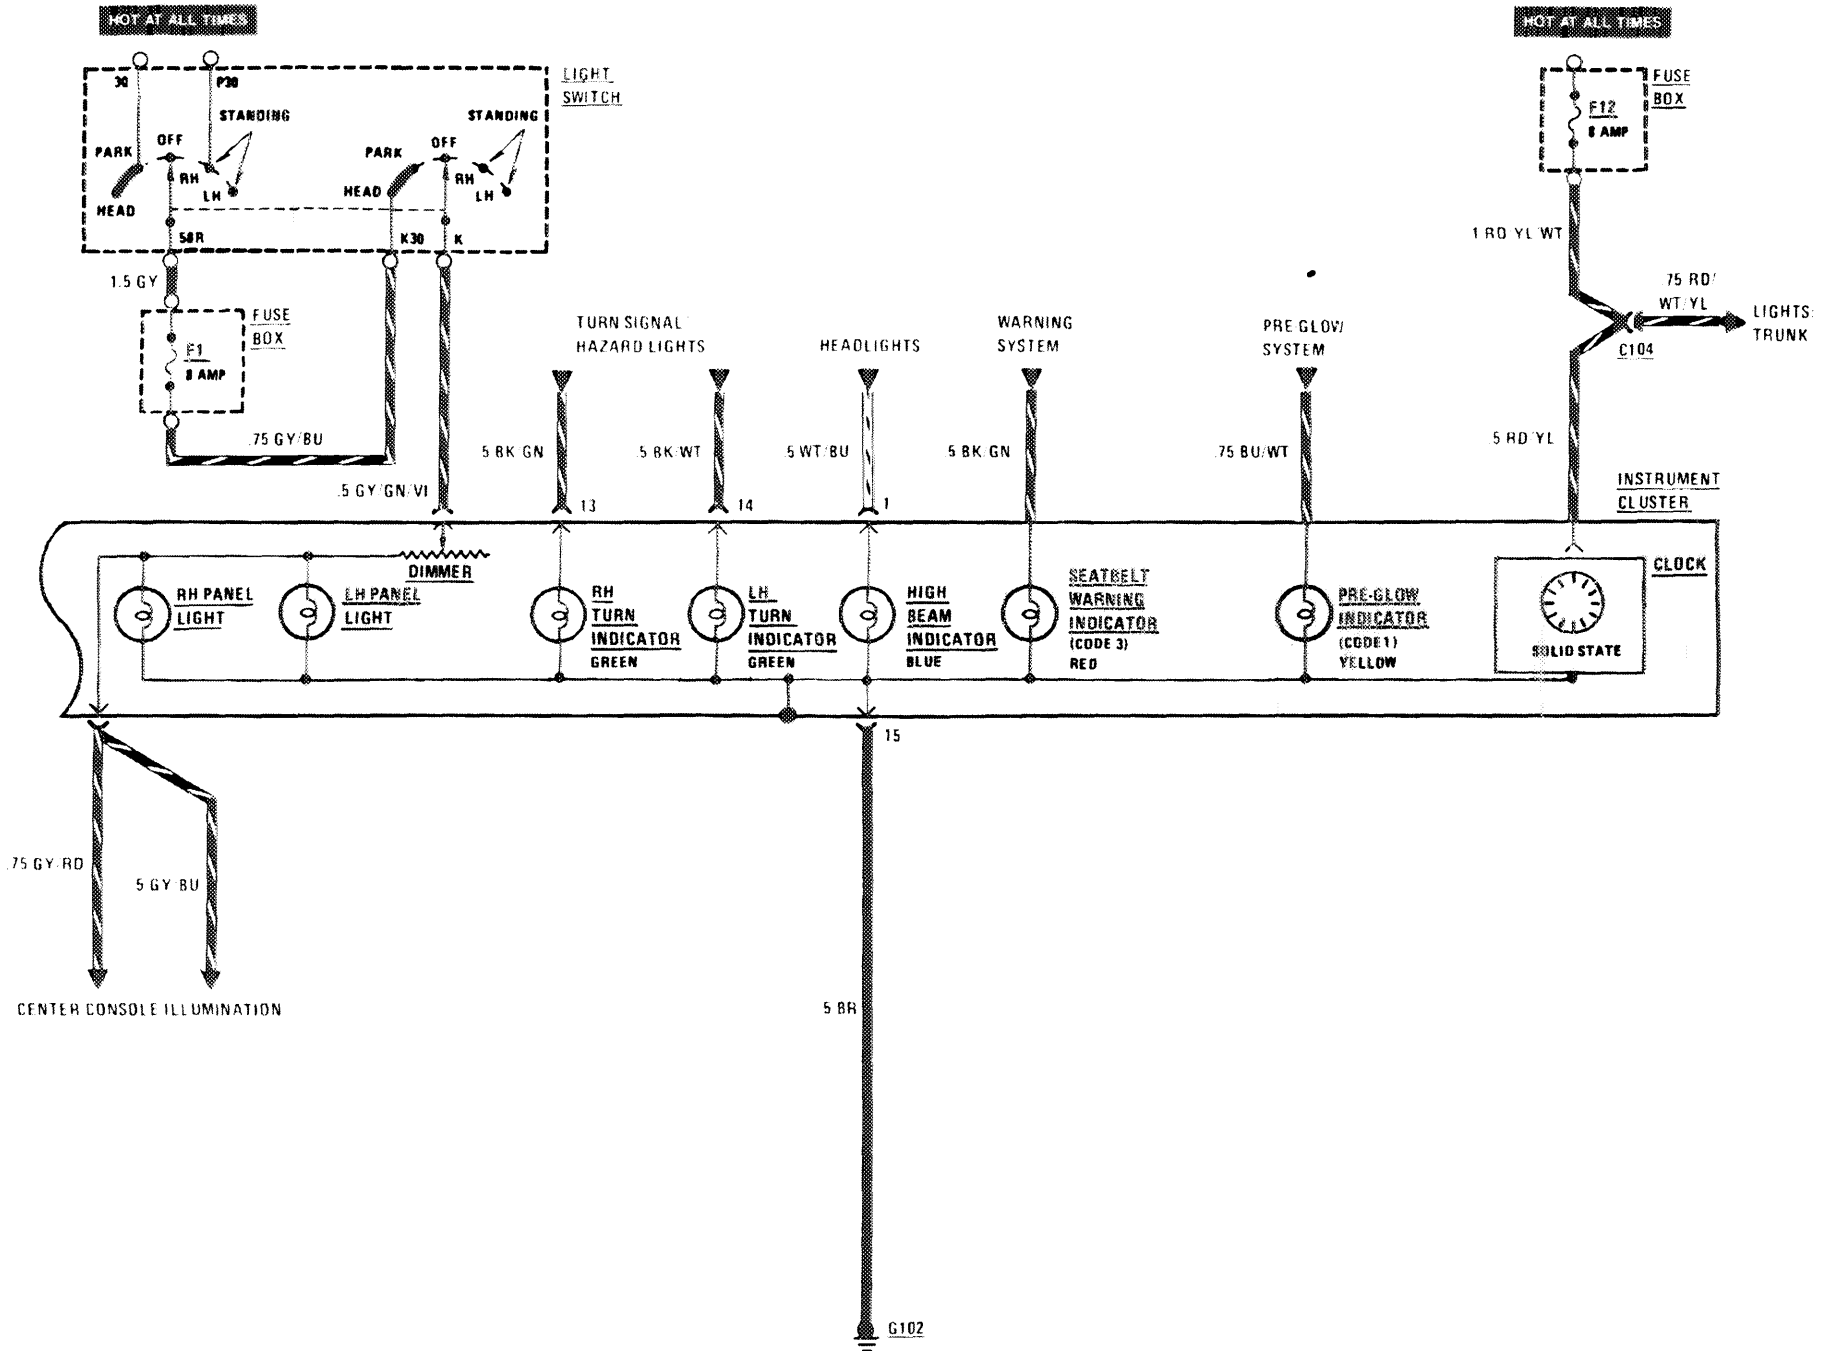 HOT AT ALL TIMES
HOT AT ALL TIMES
30
P30
LIGHT
SWITCH
STANDING
STANDING
OFF
PARK
RH
LH
HEAD
OFF
PARK
RH
HEAD
LH
58R
K30
K
FUSE
BOX
F12
8 AMP
1.5 GY
FUSE
BOX
F1
8 AMP
.75 GY/BU
.5 GY/GN/VI
1 RD/YL/WT
.75 RD/
WT/YL
LIGHTS:
TRUNK
C104
TURN SIGNAL/
HAZARD LIGHTS
HEADLIGHTS
WARNING
SYSTEM
PRE-GLOW
SYSTEM
.5 BK/GN
.5 BK/WT
.5 WT/BU
.5 BK/GN
.75 BU/WT
.5 RD/YL
13
14
1
INSTRUMENT
CLUSTER
DIMMER
RH PANEL
LIGHT
LH PANEL
LIGHT
RH
TURN
INDICATOR
GREEN
LH
TURN
INDICATOR
GREEN
HIGH
BEAM
INDICATOR
BLUE
SEATBELT
WARNING
INDICATOR
(CODE 3)
RED
PRE-GLOW
INDICATOR
(CODE 1)
YELLOW
CLOCK
SOLID STATE
15
.75 GY/RD
.5 GY/BU
CENTER CONSOLE ILLUMINATION
.5 BR
G102